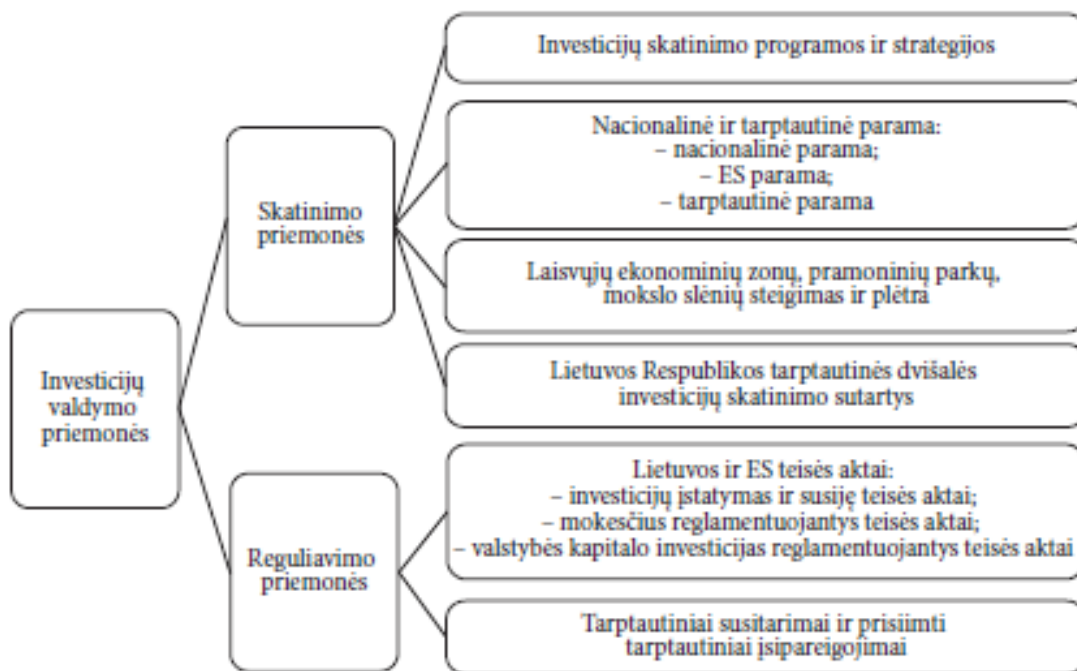 Investicijų skatinimo programos ir strategijos
Nacionalinė ir tarptautinė parama:
– nacionalinė parama;
– ES parama;
– tarptautinė parama
Skatinimo
priemonės
Laisvųjų ekonominių zonų, pramoninių parkų,
mokslo slėnių steigimas ir plėtra
Lietuvos Respublikos tarptautinės dvišalės
investicijų skatinimo sutartys
Investicijų
valdymo
priemonės
Lietuvos ir ES teisės aktai:
– investicijų įstatymas ir susiję teisės aktai;
– mokesčius reglamentuojantys teisės aktai;
– valstybės kapitalo investicijas reglamentuojantys teisės aktai
Reguliavimo
priemonės
Tarptautiniai susitarimai ir prisiimti
tarptautiniai įsipareigojimai